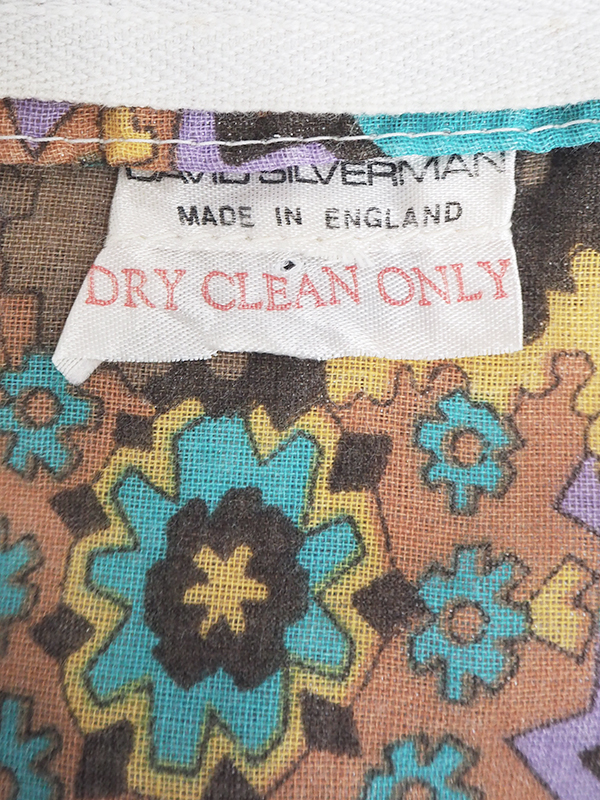 DAVID SILVERMAN
MADE IN ENGLAND
DRY CLEAN ONLY